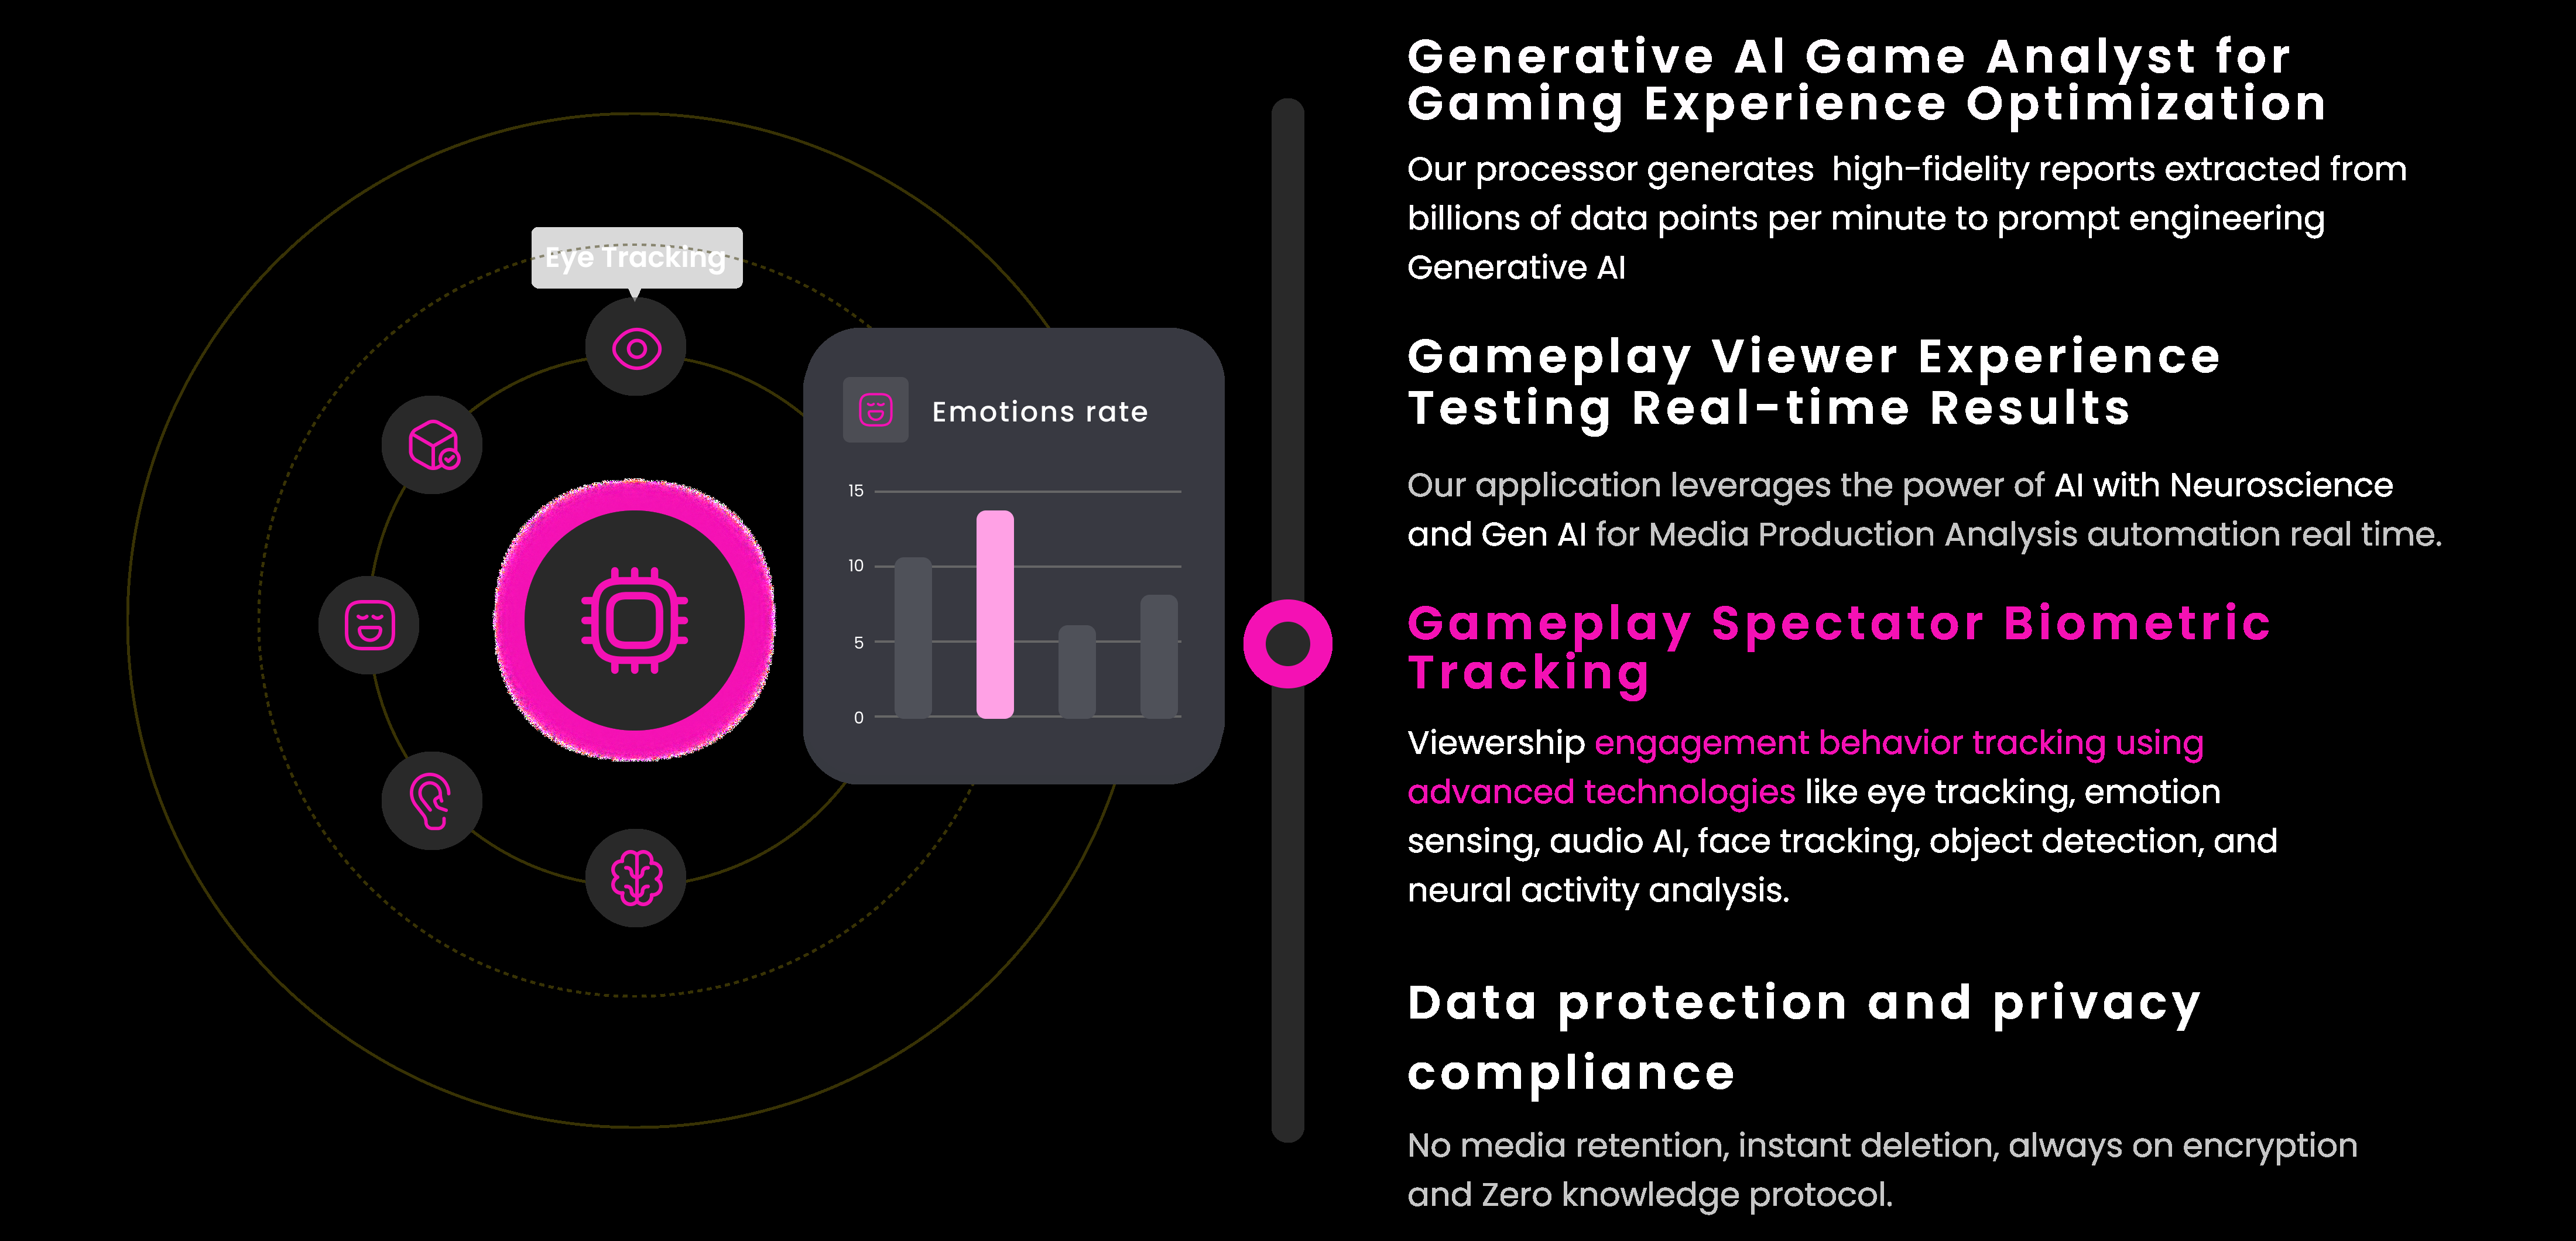 Eye Tracking
Emotions rate
15
10
5
0
Generative AI Game Analyst for
Gaming Experience Optimization
Our processor generates  high-fidelity reports extracted from
billions of data points per minute to prompt engineering
Generative AI
Gameplay Viewer Experience
Testing Real-time Results
Our application leverages the power of AI with Neuroscience
and Gen AI for Media Production Analysis automation real time.
Gameplay Spectator Biometric
Tracking
Viewership engagement behavior tracking using
advanced technologies like eye tracking, emotion
sensing, audio AI, face tracking, object detection, and
neural activity analysis.
Data protection and privacy
compliance
No media retention, instant deletion, always on encryption
and Zero knowledge protocol.